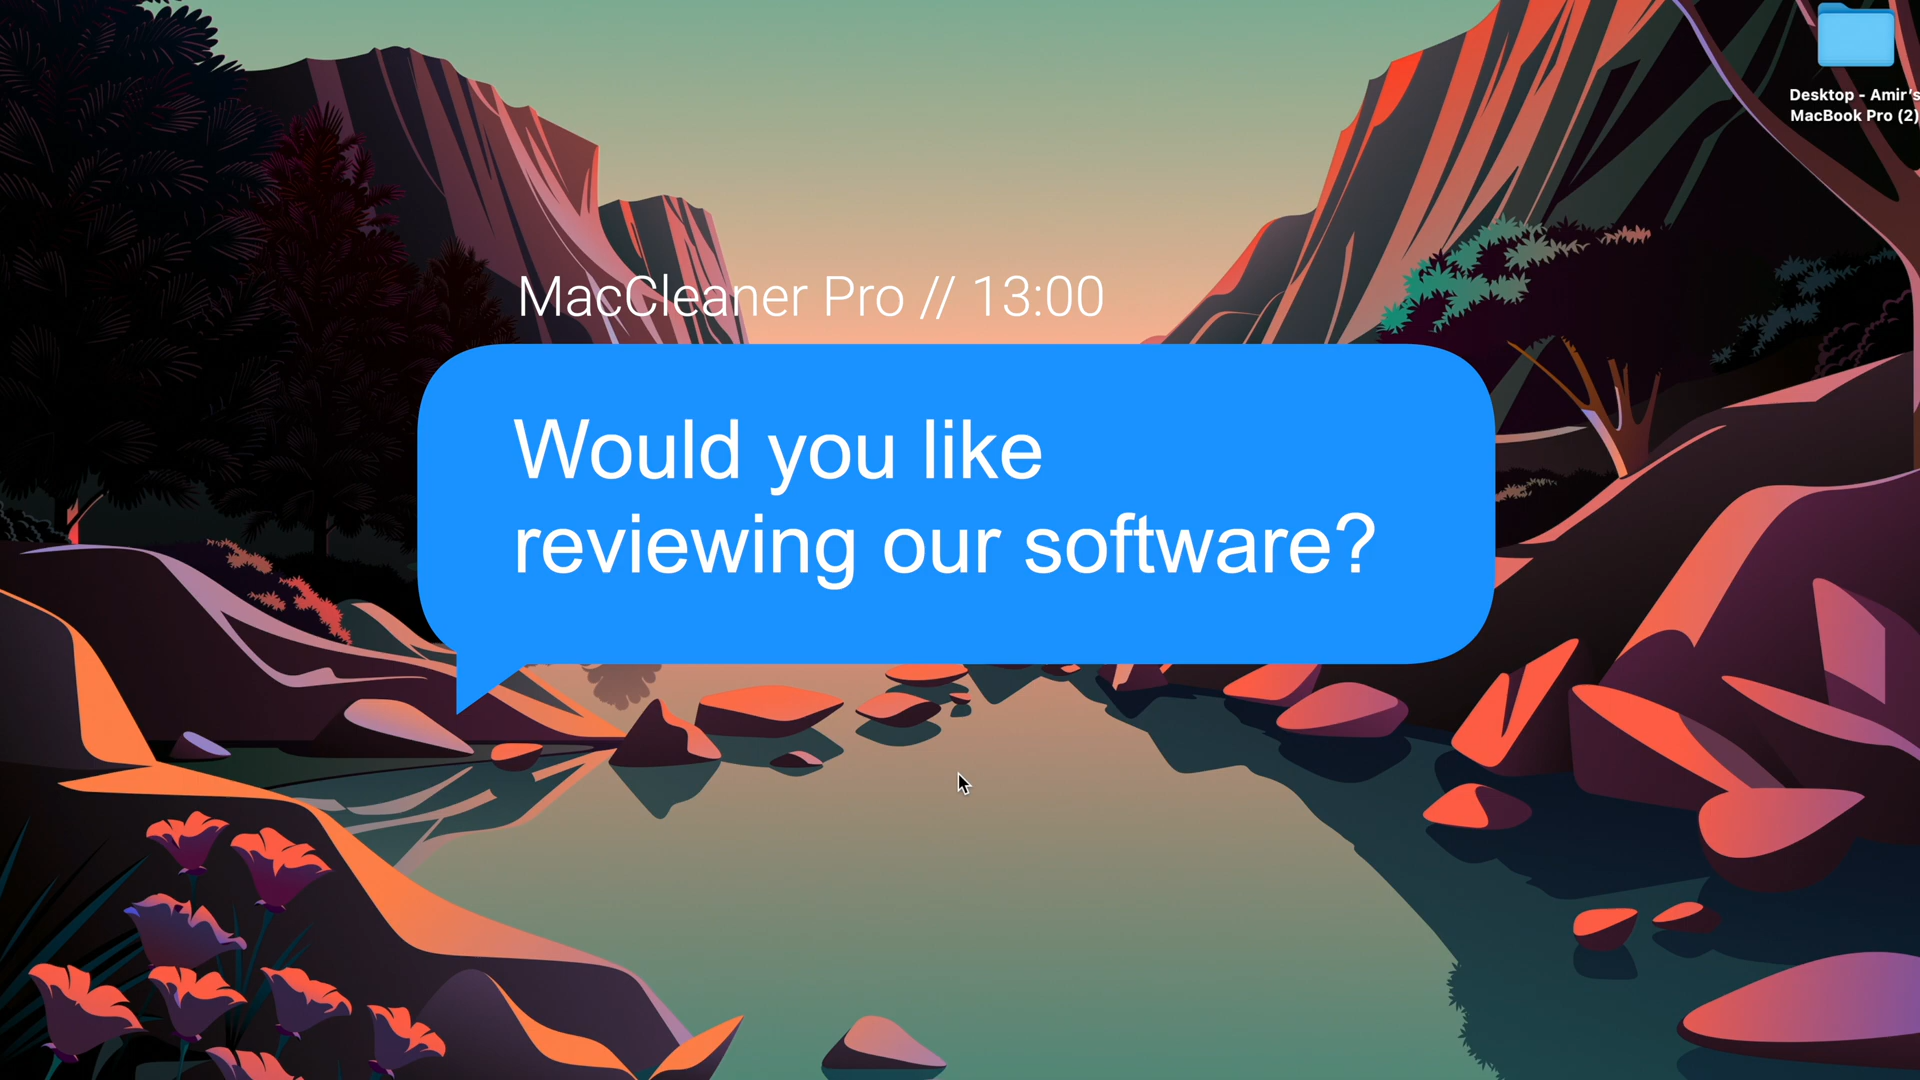 Desktop - Amir's
MacBook Pro (2)
MacCleaner Pro // 13:00
Would you like
reviewing our software?